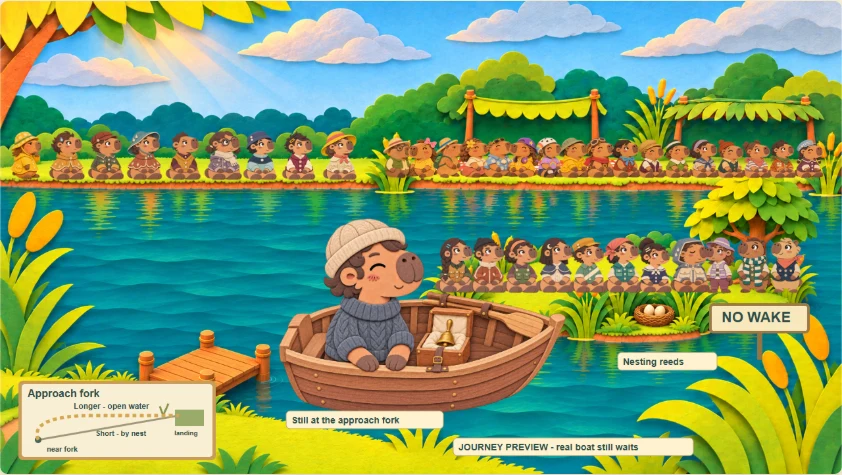 NO WAKE
Nesting reeds
Approach fork
Longer - open water
Short - by nest
landing
near fork
Still at the approach fork
JOURNEY PREVIEW - real boat still waits